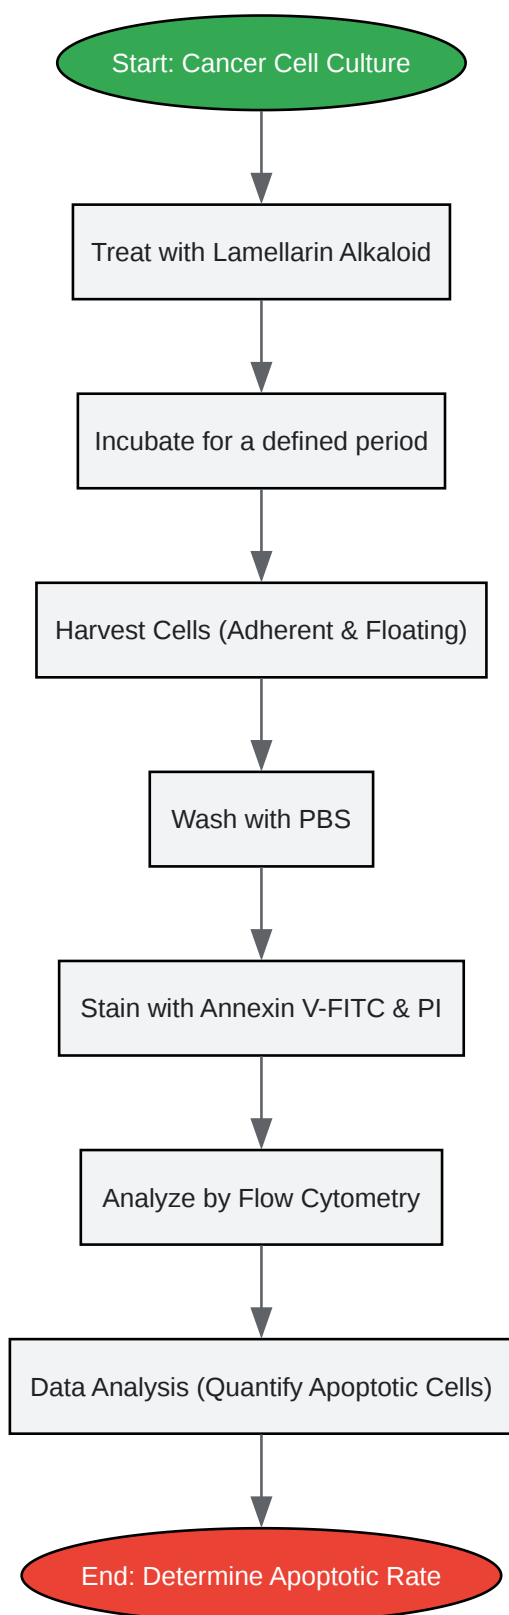 Start: Cancer Cell Culture
Treat with Lamellarin Alkaloid
Incubate for a defined period
Harvest Cells (Adherent & Floating)
Wash with PBS
Stain with Annexin V-FITC & PI
Analyze by Flow Cytometry
Data Analysis (Quantify Apoptotic Cells)
End: Determine Apoptotic Rate